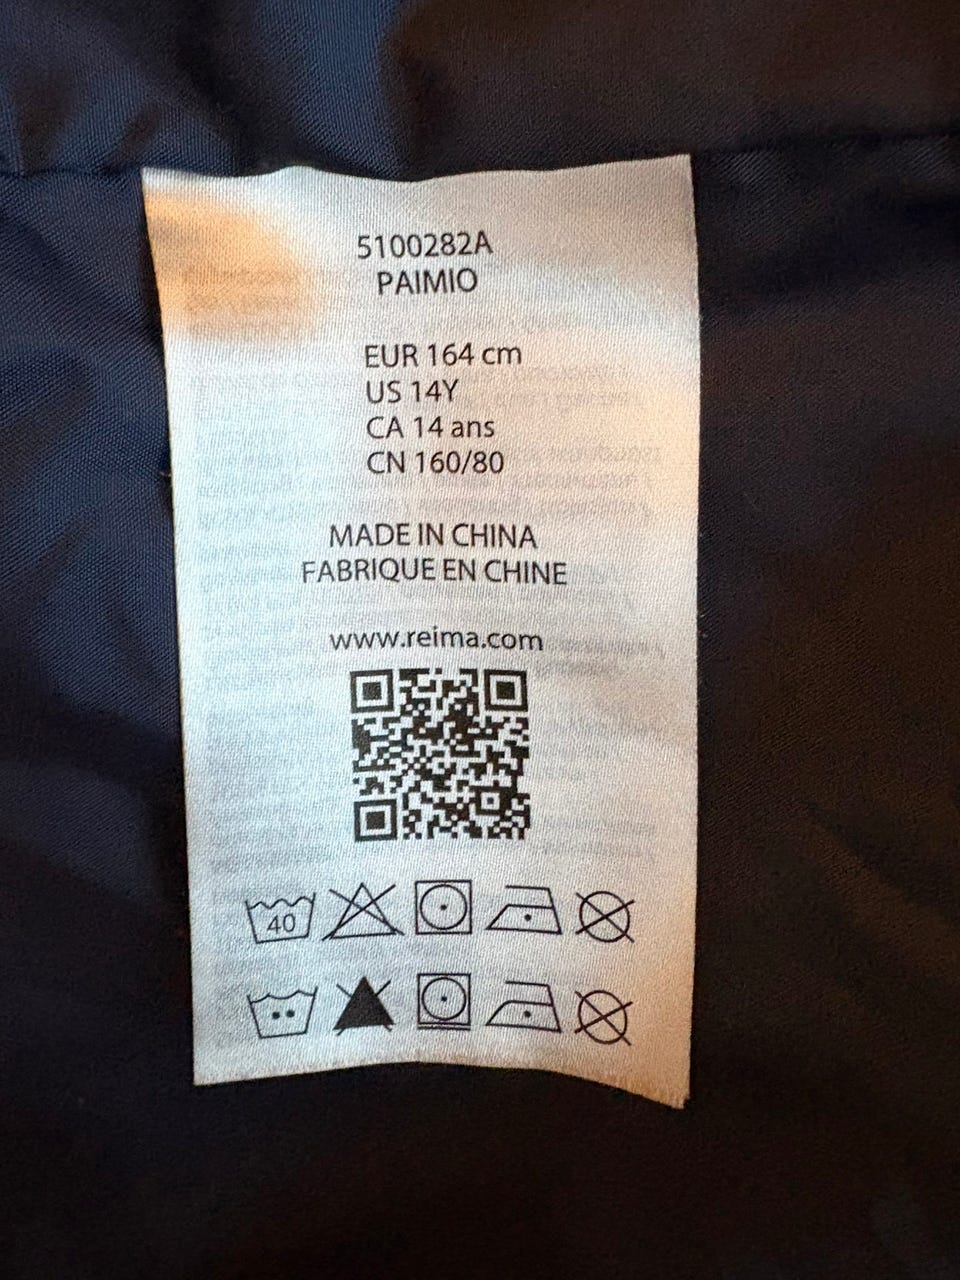 5100282A
PAIMIO
EUR 164 cm
US 14Y
CA 14 ans
CN 160/80
MADE IN CHINA
FABRIQUE EN CHINE
www.reima.com
40